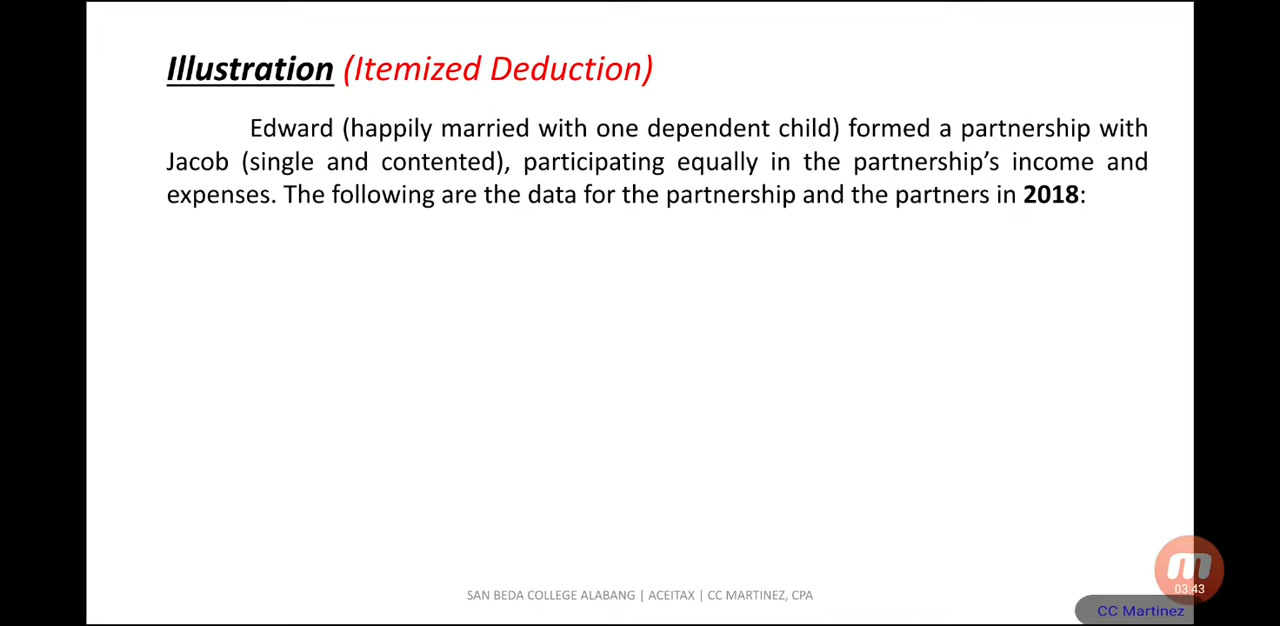 Illustration (Itemized Deduction)
Edward (happily married with one dependent child) formed a partnership with
Jacob (single and contented), participating equally in the partnership's income and
expenses. The following are the data for the partnership and the partners in 2018:
SAN BEDA COLLEGE ALABANG | ACEITAX | CC MARTINEZ, CPA
03:43
CC Martinez